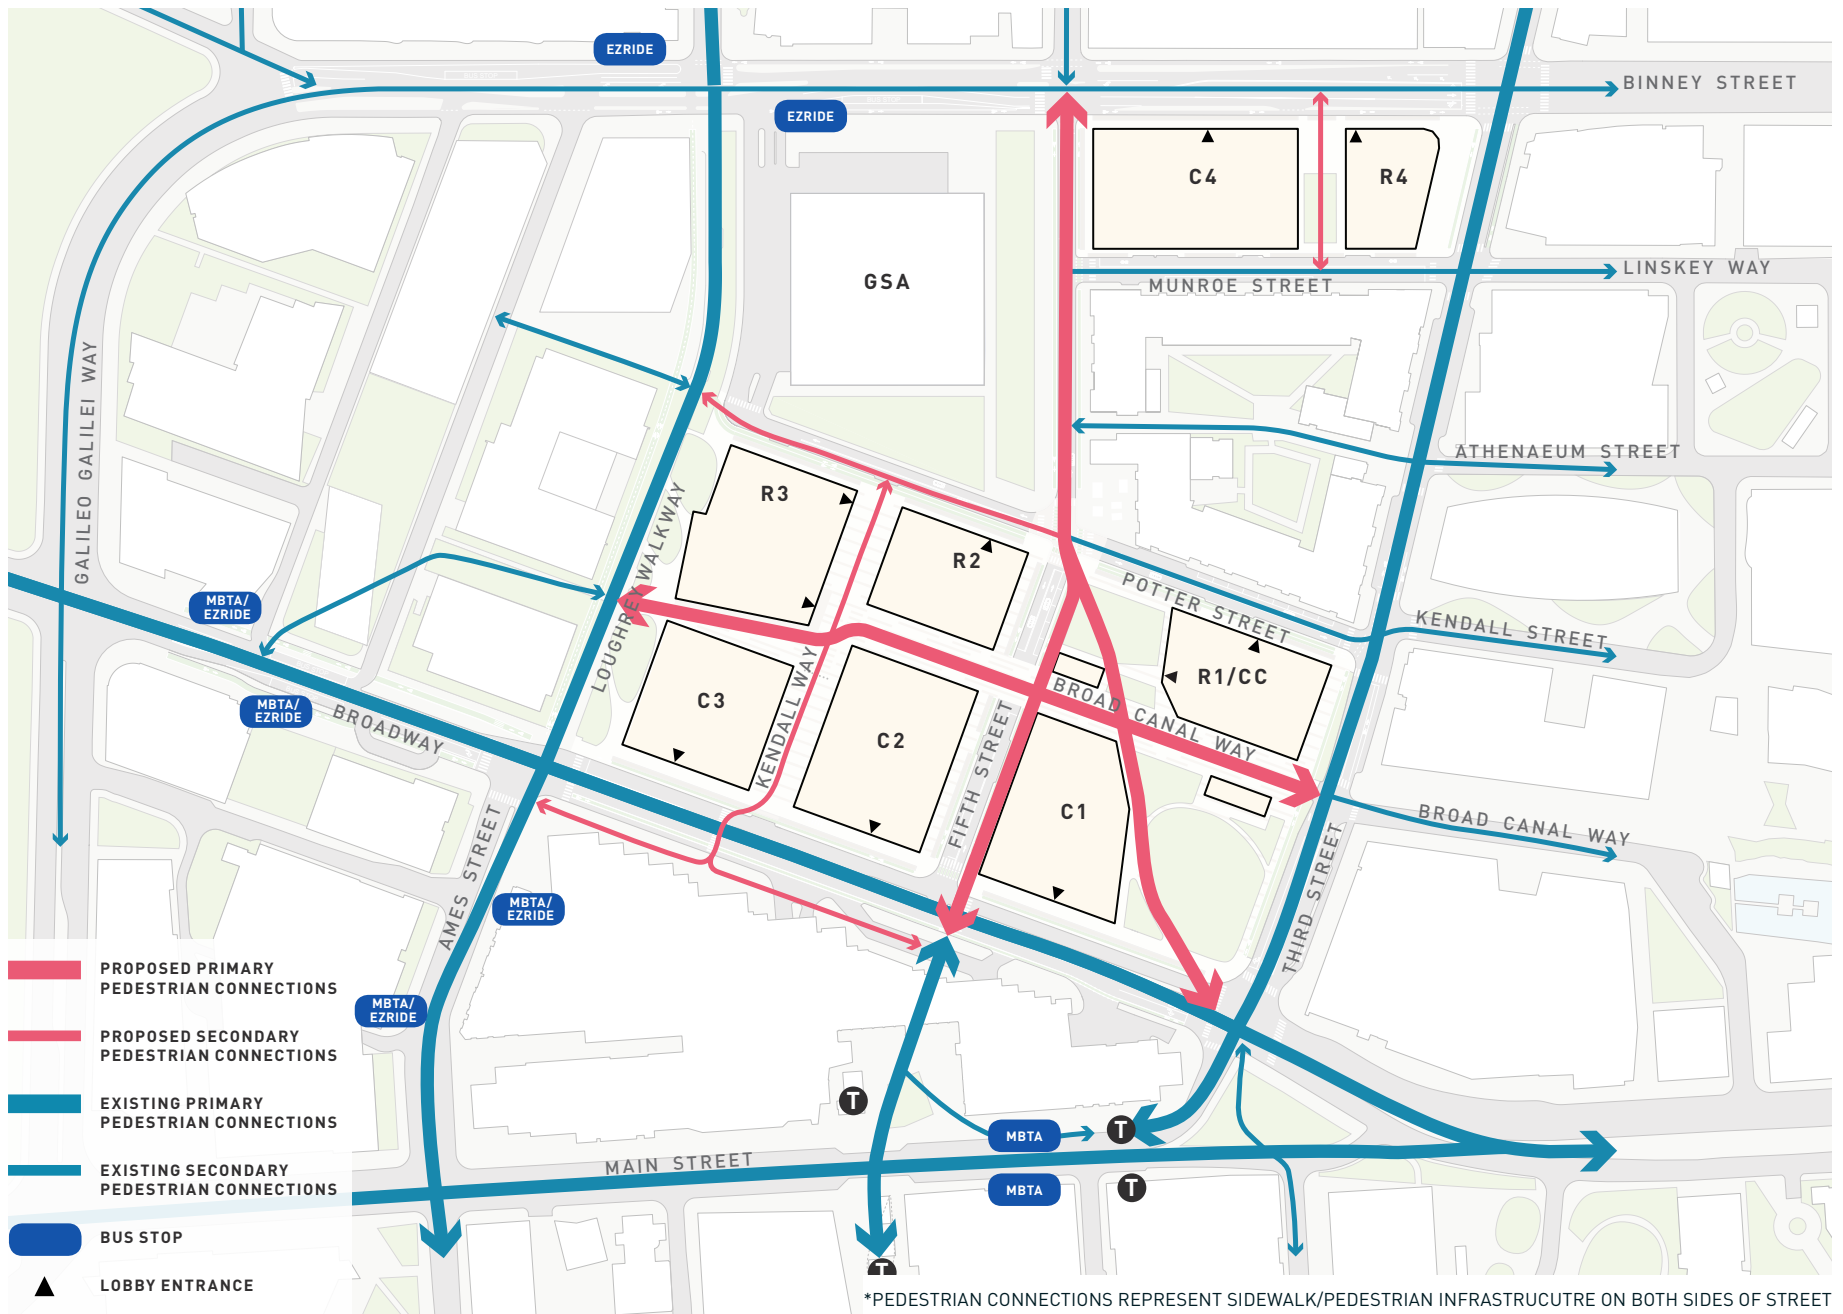 EZRIDE
BINNEY STREET
BUS STOP
BUS STOP
EZRIDE
C4
R4
LINSKEY WAY
GSA
MUNROE STREET
GALILEO GALILEI WAY
ATHENAEUM STREET
R3
LOUGHREY WALKWAY
R2
POTTER STREET
MBTA/
EZRIDE
KENDALL STREET
R1/CC
MBTA/
EZRIDE
BROADWAY
C3
KENDALL WAY
C2
FIFTH STREET
BROAD CANAL WAY
C1
BROAD CANAL WAY
AMES STREET
THIRD STREET
MBTA/
EZRIDE
PROPOSED PRIMARY
PEDESTRIAN CONNECTIONS
MBTA/
EZRIDE
PROPOSED SECONDARY
PEDESTRIAN CONNECTIONS
EXISTING PRIMARY
PEDESTRIAN CONNECTIONS
T
T
MBTA
MAIN STREET
EXISTING SECONDARY
PEDESTRIAN CONNECTIONS
MBTA
T
BUS STOP
T
LOBBY ENTRANCE
*PEDESTRIAN CONNECTIONS REPRESENT SIDEWALK/PEDESTRIAN INFRASTRUCUTRE ON BOTH SIDES OF STREET